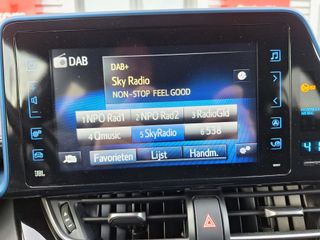 DAB
DAB+
Sky Radio
NON-STOP FEEL GOOD
1 NPO Rad1 2 NPO Rad2 3 RadioGld
4 Qmusic 5 SkyRadio 6 538
Favorieten Lijst Handm.
JBL